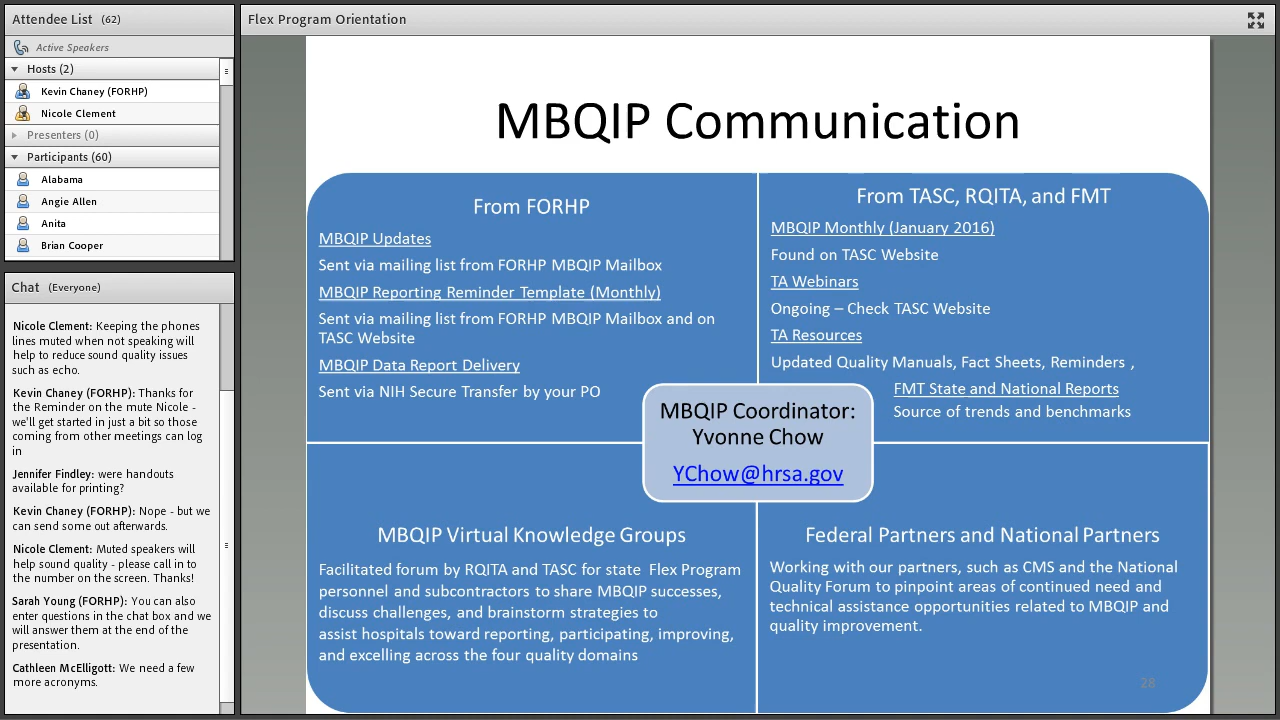 Attendee List (62)
Active Speakers
Hosts (2)
Kevin Chaney (FORHP)
Nicole Clement
Presenters (0)
Participants (60)
Alabama
Angie Allen
Anita
Brian Cooper
Chat (Everyone)
Nicole Clement: Keeping the phones
lines muted when not speaking will
help to reduce sound quality issues
such as echo.
Kevin Chaney (FORHP): Thanks for
the Reminder on the mute Nicole -
we'll get started in just a bit so those
coming from other meetings can log
in
Jennifer Findley: were handouts
available for printing?
Kevin Chaney (FORHP): Nope - but we
can send some out afterwards.
Nicole Clement: Muted speakers will
help sound quality - please call in to
the number on the screen. Thanks!
Sarah Young (FORHP): You can also
enter questions in the chat box and we
will answer them at the end of the
presentation.
Cathleen McElligott: We need a few
more acronyms.
Flex Program Orientation
MBQIP Communication
From FORHP
MBQIP Updates
Sent via mailing list from FORHP MBQIP Mailbox
MBQIP Reporting Reminder Template (Monthly)
Sent via mailing list from FORHP MBQIP Mailbox and on
TASC Website
MBQIP Data Report Delivery
Sent via NIH Secure Transfer by your PO
From TASC, RQITA, and FMT
MBQIP Monthly (January 2016)
Found on TASC Website
TA Webinars
Ongoing – Check TASC Website
TA Resources
Updated Quality Manuals, Fact Sheets, Reminders ,
FMT State and National Reports
Source of trends and benchmarks
MBQIP Coordinator:
Yvonne Chow
YChow@hrsa.gov
MBQIP Virtual Knowledge Groups
Facilitated forum by RQITA and TASC for state Flex Program
personnel and subcontractors to share MBQIP successes,
discuss challenges, and brainstorm strategies to
assist hospitals toward reporting, participating, improving,
and excelling across the four quality domains
Federal Partners and National Partners
Working with our partners, such as CMS and the National
Quality Forum to pinpoint areas of continued need and
technical assistance opportunities related to MBQIP and
quality improvement.
28